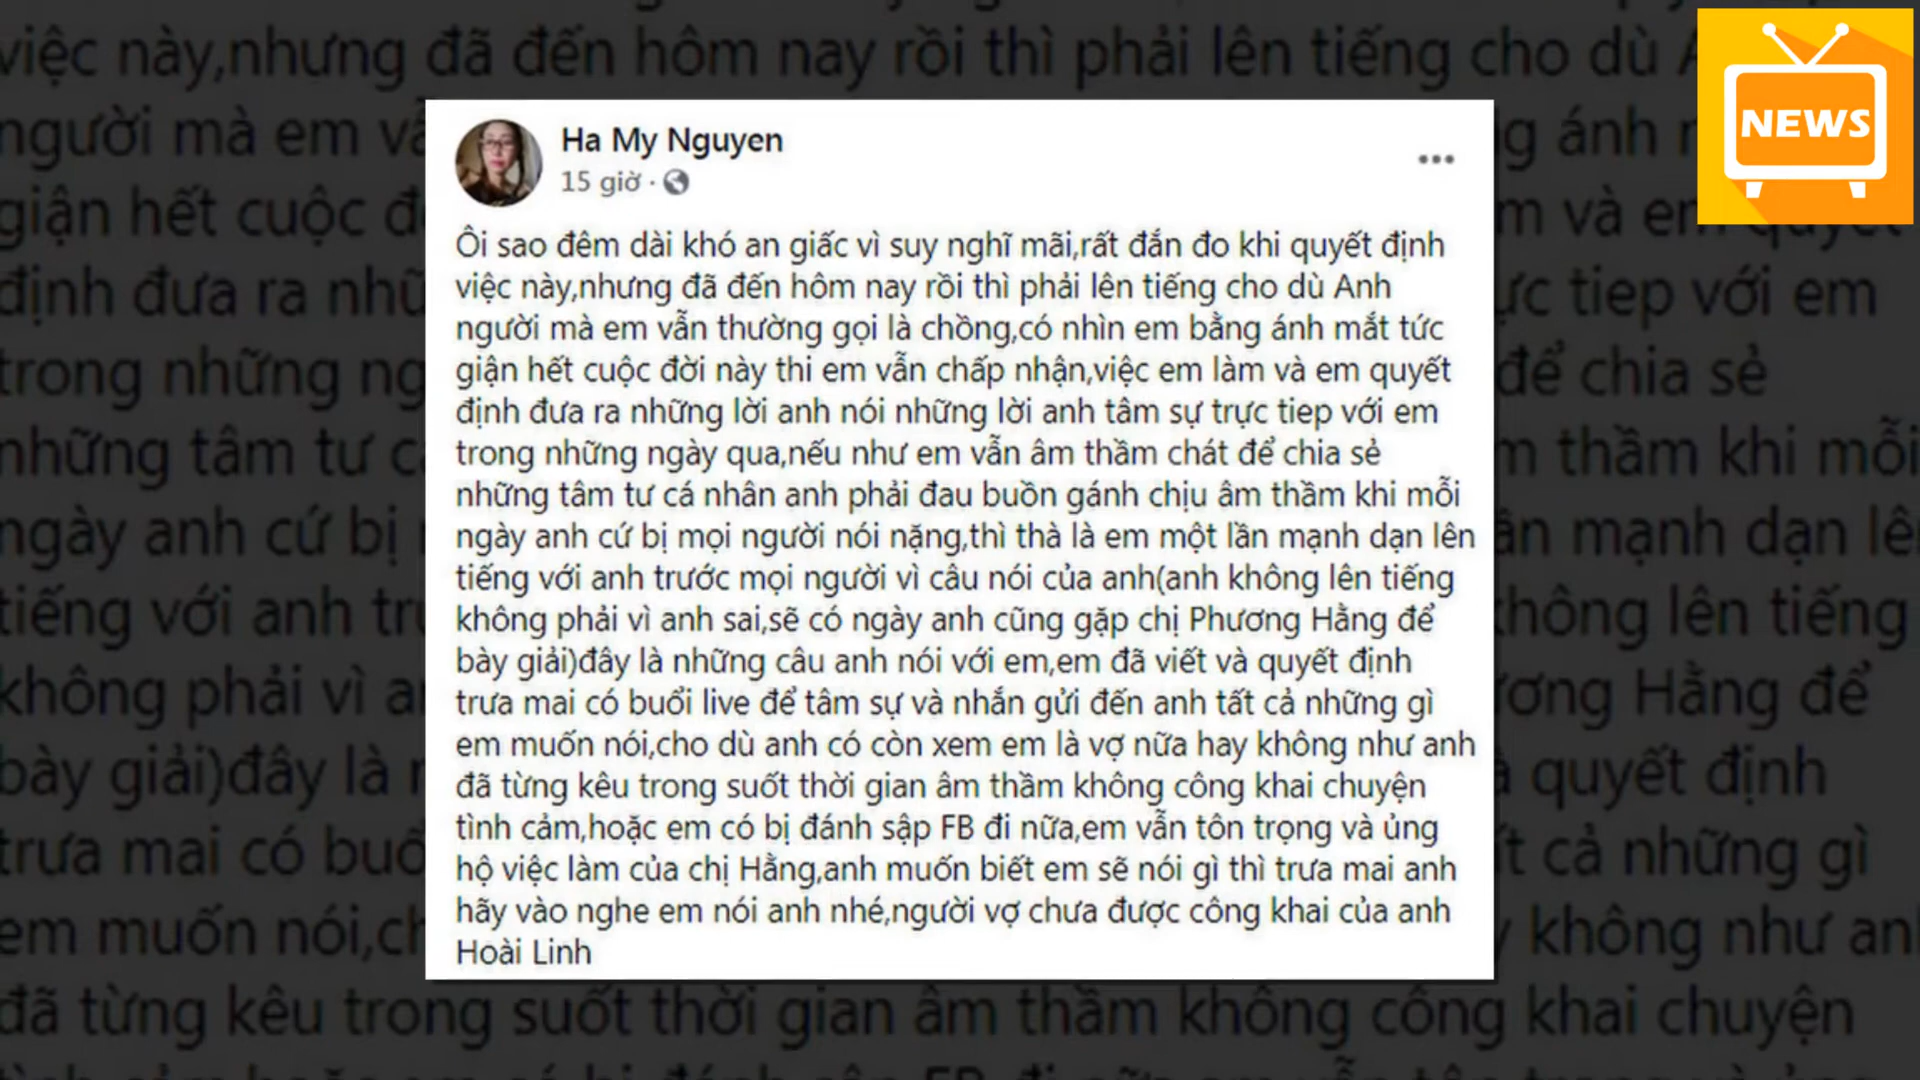 Ha My Nguyen
15 giờ ·
Ôi sao đêm dài khó an giấc vì suy nghĩ mãi,rất đắn đo khi quyết định
việc này,nhưng đã đến hôm nay rồi thì phải lên tiếng cho dù Anh
người mà em vẫn thường gọi là chồng,có nhìn em bằng ánh mắt tức
giận hết cuộc đời này thi em vẫn chấp nhận,việc em làm và em quyết
định đưa ra những lời anh nói những lời anh tâm sự trực tiep với em
trong những ngày qua,nếu như em vẫn âm thầm chát để chia sẻ
những tâm tư cá nhân anh phải đau buồn gánh chịu âm thầm khi mỗi
ngày anh cứ bị mọi người nói nặng,thì thà là em một lần mạnh dạn lên
tiếng với anh trước mọi người vì câu nói của anh(anh không lên tiếng
không phải vì anh sai,sẽ có ngày anh cũng gặp chị Phương Hằng để
bày giải)đây là những câu anh nói với em,em đã viết và quyết định
trưa mai có buổi live để tâm sự và nhắn gửi đến anh tất cả những gì
em muốn nói,cho dù anh có còn xem em là vợ nữa hay không như anh
đã từng kêu trong suốt thời gian âm thầm không công khai chuyện
tình cảm,hoặc em có bị đánh sập FB đi nữa,em vẫn tôn trọng và ủng
hộ việc làm của chị Hằng,anh muốn biết em sẽ nói gì thì trưa mai anh
hãy vào nghe em nói anh nhé,người vợ chưa được công khai của anh
Hoài Linh
NEWS